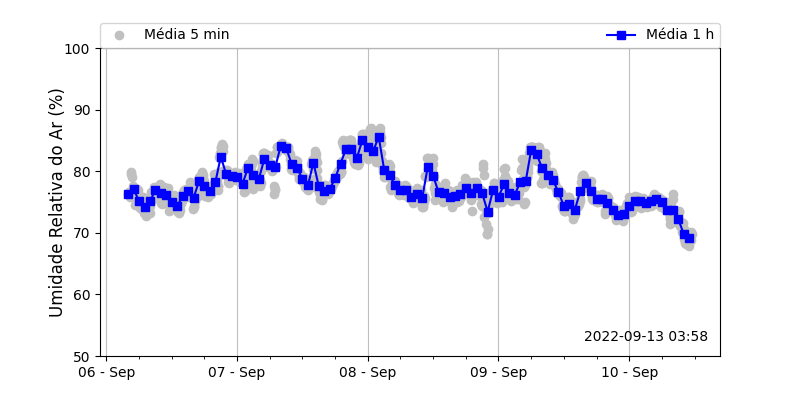 Média 5 min
Média 1 h
Umidade Relativa do Ar (%)
100
90
80
70
60
50
2022-09-13 03:58
06 - Sep
07 - Sep
08 - Sep
09 - Sep
10 - Sep